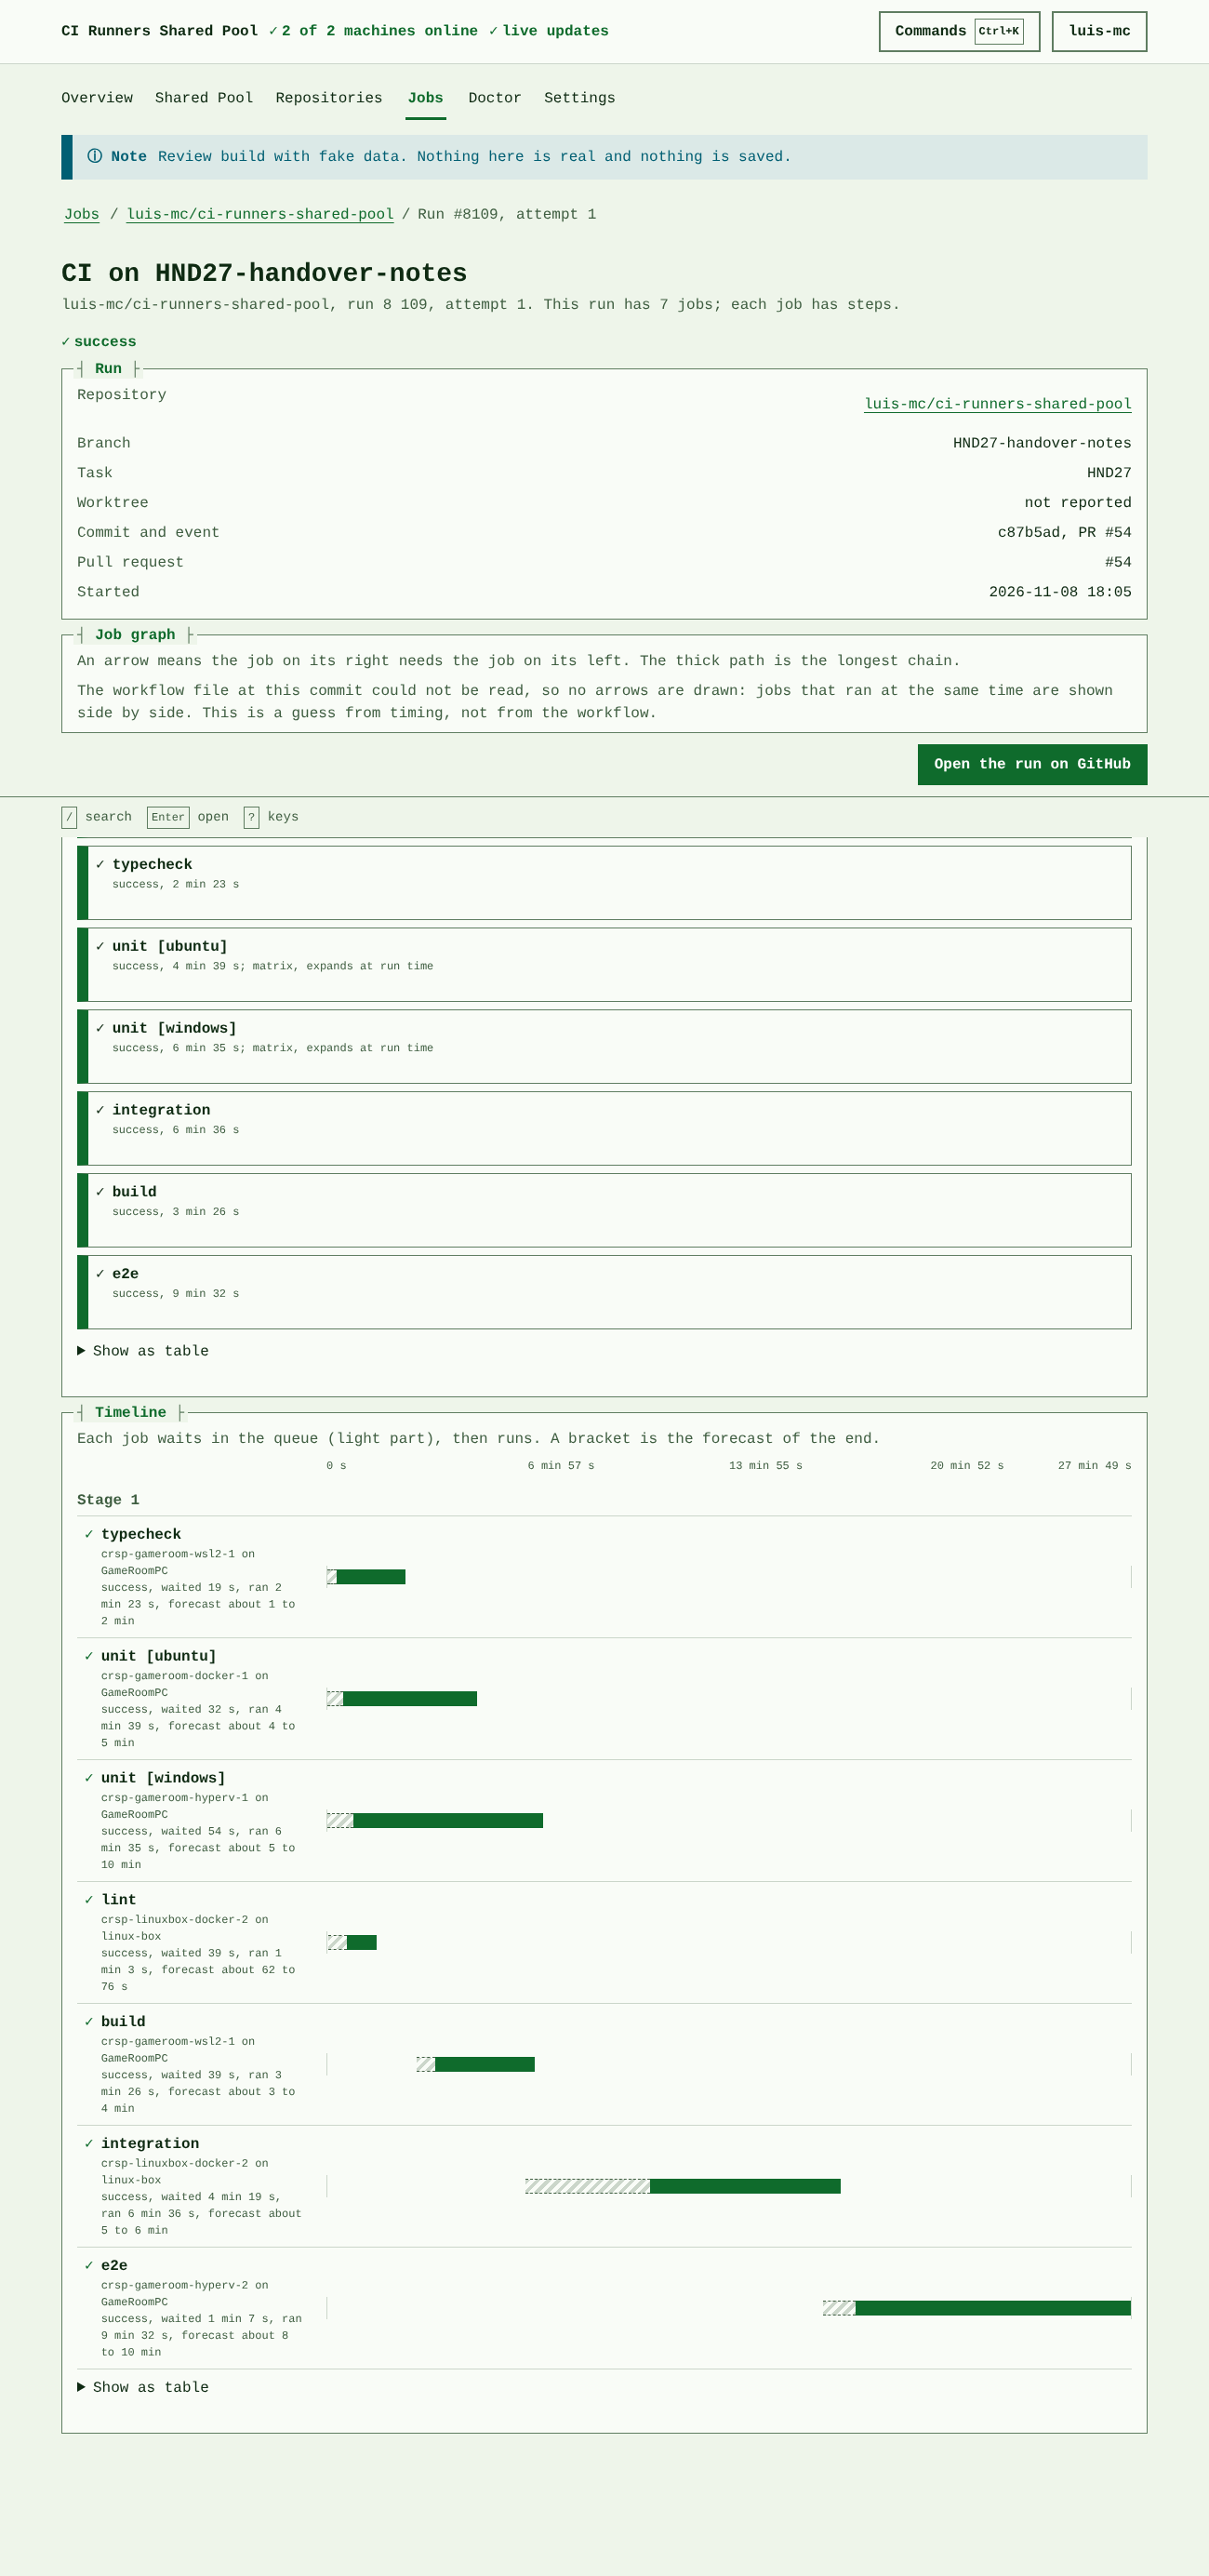 CI Runners Shared Pool ✓ 2 of 2 machines online ✓ live updates Commands Ctrl+K luis-mc
Overview Shared Pool Repositories Jobs Doctor Settings
ⓘ Note Review build with fake data. Nothing here is real and nothing is saved.
Jobs / luis-mc/ci-runners-shared-pool / Run #8109, attempt 1
CI on HND27-handover-notes
luis-mc/ci-runners-shared-pool, run 8 109, attempt 1. This run has 7 jobs; each job has steps.
✓ success
Run
Repository luis-mc/ci-runners-shared-pool
Branch HND27-handover-notes
Task HND27
Worktree not reported
Commit and event c87b5ad, PR #54
Pull request #54
Started 2026-11-08 18:05
Job graph
An arrow means the job on its right needs the job on its left. The thick path is the longest chain.
The workflow file at this commit could not be read, so no arrows are drawn: jobs that ran at the same time are shown
side by side. This is a guess from timing, not from the workflow.
Open the run on GitHub
/ search Enter open ? keys
✓ typecheck
success, 2 min 23 s
✓ unit [ubuntu]
success, 4 min 39 s; matrix, expands at run time
✓ unit [windows]
success, 6 min 35 s; matrix, expands at run time
✓ integration
success, 6 min 36 s
✓ build
success, 3 min 26 s
✓ e2e
success, 9 min 32 s
▶ Show as table
Timeline
Each job waits in the queue (light part), then runs. A bracket is the forecast of the end.
0 s 6 min 57 s 13 min 55 s 20 min 52 s 27 min 49 s
Stage 1
✓ typecheck
crsp-gameroom-wsl2-1 on
GameRoomPC
success, waited 19 s, ran 2
min 23 s, forecast about 1 to
2 min
✓ unit [ubuntu]
crsp-gameroom-docker-1 on
GameRoomPC
success, waited 32 s, ran 4
min 39 s, forecast about 4 to
5 min
✓ unit [windows]
crsp-gameroom-hyperv-1 on
GameRoomPC
success, waited 54 s, ran 6
min 35 s, forecast about 5 to
10 min
✓ lint
crsp-linuxbox-docker-2 on
linux-box
success, waited 39 s, ran 1
min 3 s, forecast about 62 to
76 s
✓ build
crsp-gameroom-wsl2-1 on
GameRoomPC
success, waited 39 s, ran 3
min 26 s, forecast about 3 to
4 min
✓ integration
crsp-linuxbox-docker-2 on
linux-box
success, waited 4 min 19 s,
ran 6 min 36 s, forecast about
5 to 6 min
✓ e2e
crsp-gameroom-hyperv-2 on
GameRoomPC
success, waited 1 min 7 s, ran
9 min 32 s, forecast about 8
to 10 min
▶ Show as table